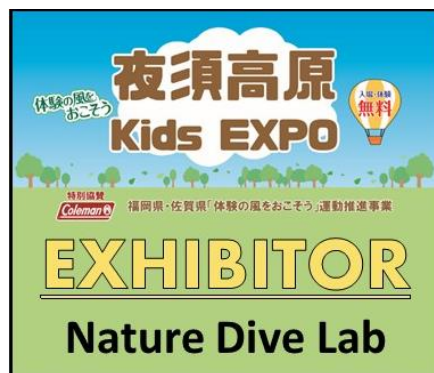 夜須高原
体験の風を
おこそう
Kids EXPO
入場・体験
無料
特別協賛
Coleman
福岡県・佐賀県「体験の風をおこそう」運動推進事業
EXHIBITOR
Nature Dive Lab